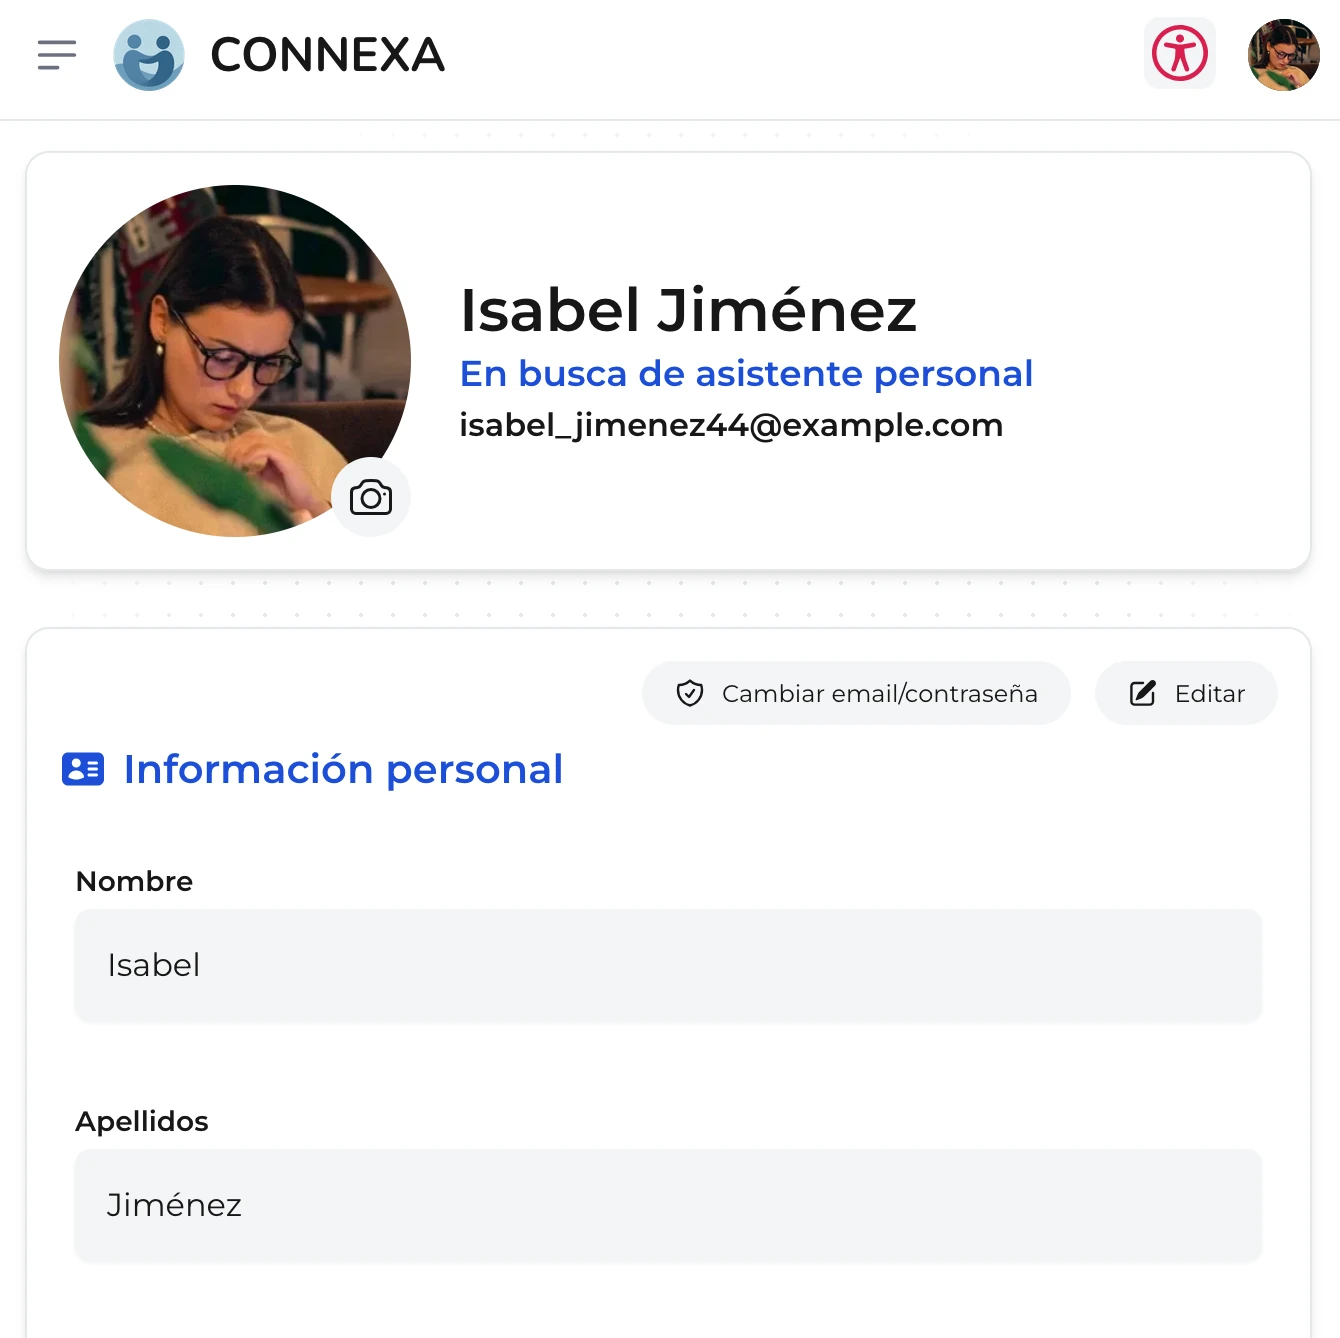 CONNEXA
Isabel Jiménez
En busca de asistente personal
isabel_jimenez44@example.com
Cambiar email/contraseña
Editar
Información personal
Nombre
Isabel
Apellidos
Jiménez